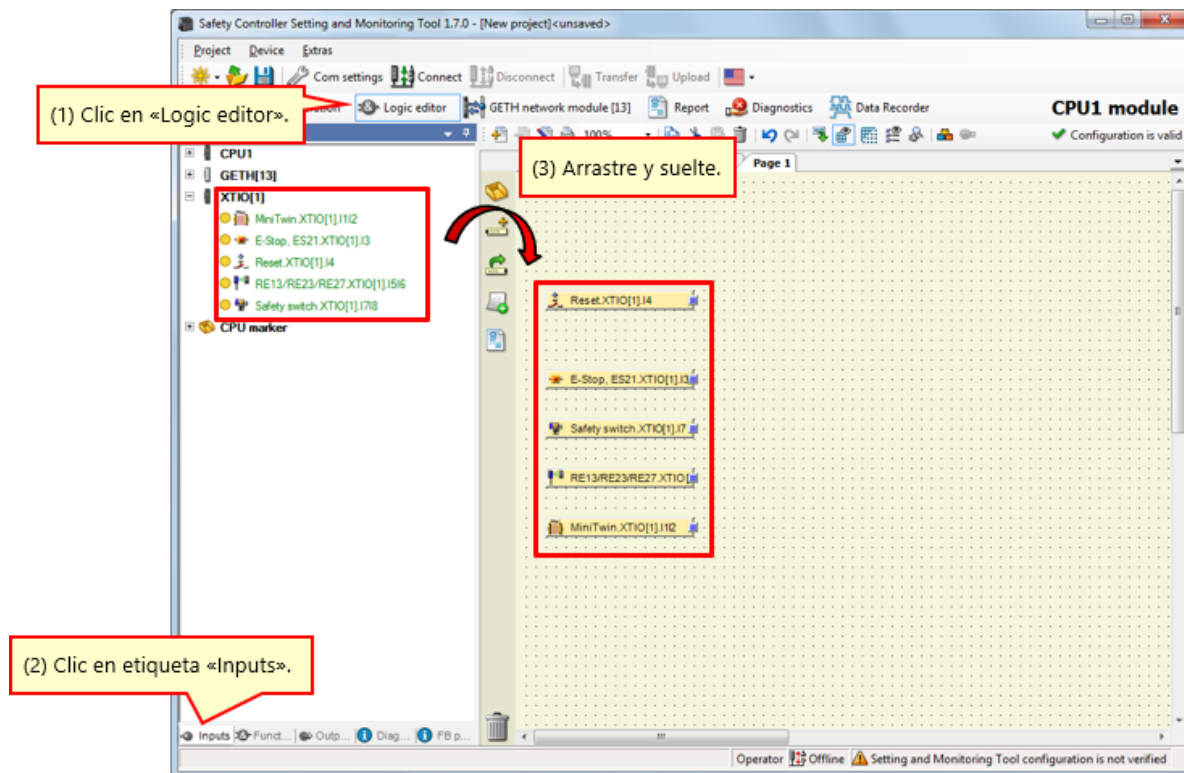 Safety Controller Setting and Monitoring Tool 1.7.0 - [New project]<unsaved>
Project Device Extras
Com settings Connect Disconnect Transfer Upload
(1) Clic en «Logic editor».
Logic editor GETH network module [13] Report Diagnostics Data Recorder CPU1 module
100% Configuration is valid
(3) Arrastre y suelte.
Page 1
CPU1
GETH[13]
XTIO[1]
MiniTwin.XTIO[1].I1I2
E-Stop, ES21.XTIO[1].I3
Reset.XTIO[1].I4
RE13/RE23/RE27.XTIO[1].I5I6
Safety switch.XTIO[1].I7I8
CPU marker
Reset.XTIO[1].I4
E-Stop, ES21.XTIO[1].I3
Safety switch.XTIO[1].I7
RE13/RE23/RE27.XTIO[
MiniTwin.XTIO[1].I1I2
(2) Clic en etiqueta «Inputs».
Inputs Funct... Outp... Diag... FB p...
Operator Offline Setting and Monitoring Tool configuration is not verified